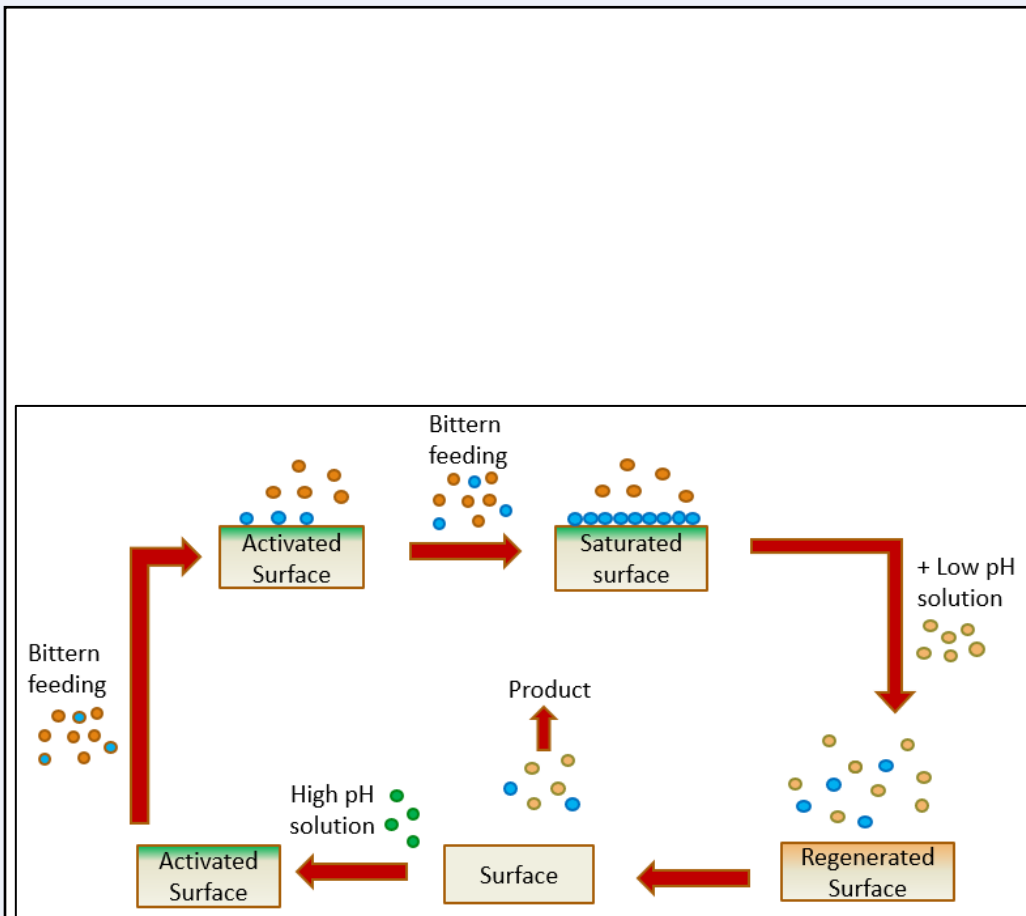 Bittern
feeding
Activated
Surface
Saturated
surface
+ Low pH
solution
Bittern
feeding
Product
High pH
solution
Activated
Surface
Surface
Regenerated
Surface